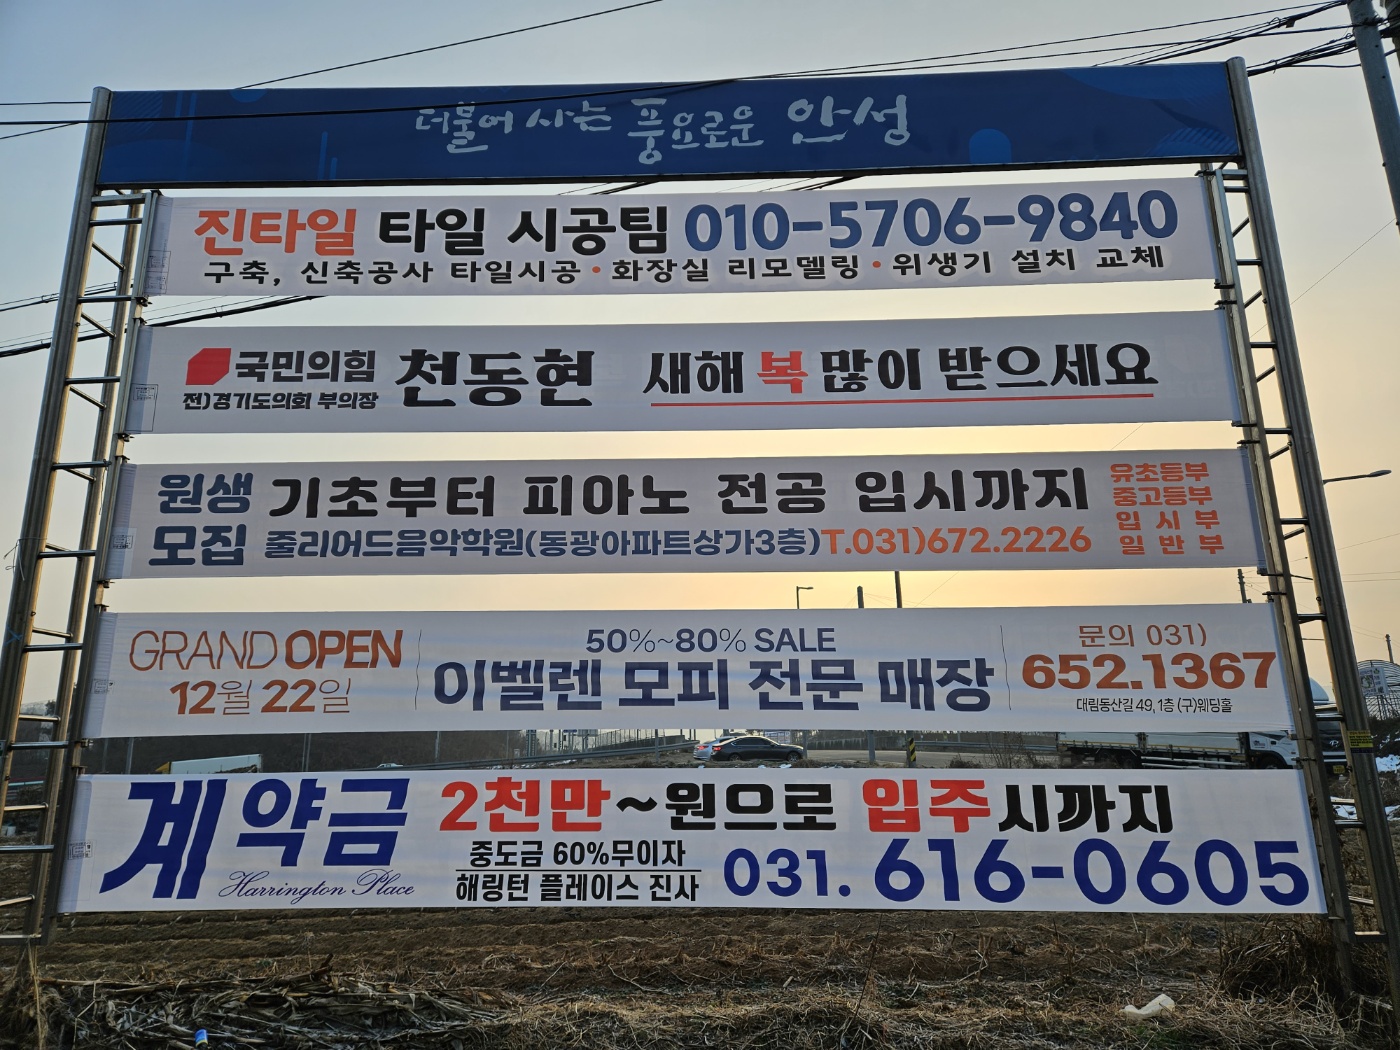 더불어 사는 풍요로운 안성
진타일 타일 시공팀 010-5706-9840
구축, 신축공사 타일시공·화장실 리모델링·위생기 설치 교체
국민의힘 천동현 새해 복 많이 받으세요
전)경기도의회 부의장
원생 모집
기초부터 피아노 전공 입시까지
줄리어드음악학원(동광아파트상가3층)T.031)672.2226
유초등부
중고등부
입시부
일반부
GRAND OPEN
12월 22일
50%~80% SALE
이벨렌 모피 전문 매장
문의 031)
652.1367
대림동산길 49, 1층 (구)웨딩홀
계약금
Harrington Place
2천만~원으로 입주시까지
중도금 60%무이자
해링턴 플레이스 진사
031. 616-0605